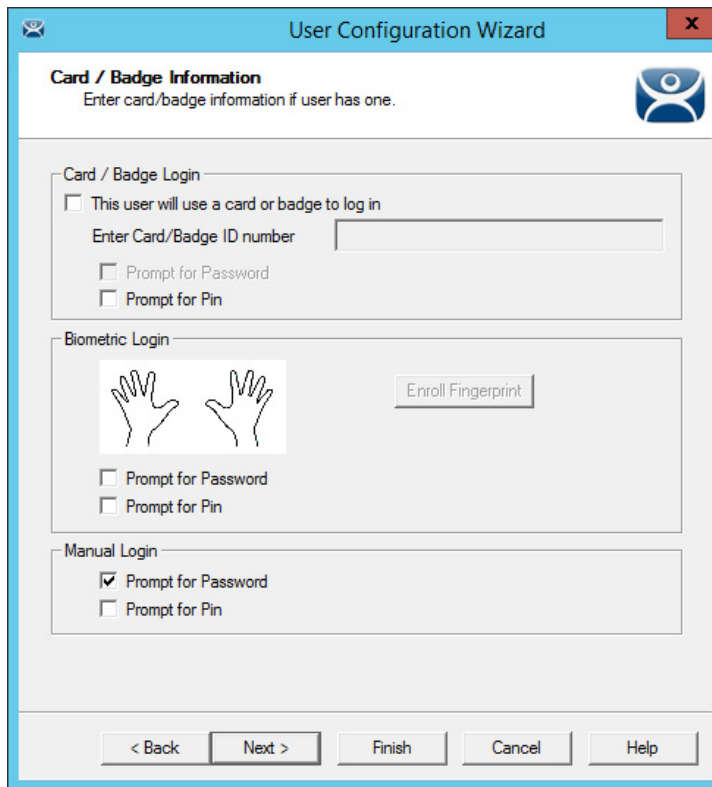 User Configuration Wizard
x
Card / Badge Information
Enter card/badge information if user has one.
Card / Badge Login
This user will use a card or badge to log in
Enter Card/Badge ID number
Prompt for Password
Prompt for Pin
Biometric Login
Enroll Fingerprint
Prompt for Password
Prompt for Pin
Manual Login
Prompt for Password
Prompt for Pin
< Back Next > Finish Cancel Help